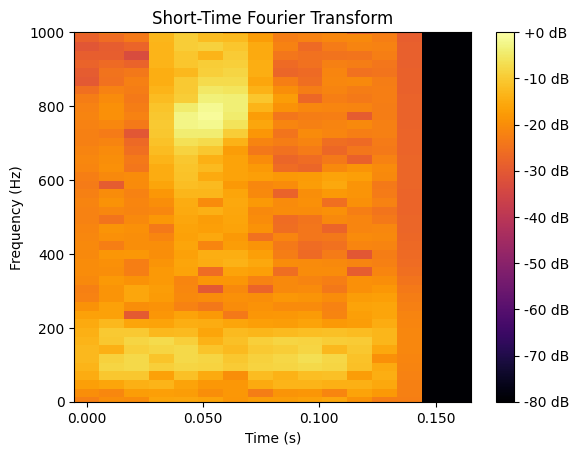 Short-Time Fourier Transform
1000
800
600
400
200
0
Frequency (Hz)
0.000
0.050
0.100
0.150
Time (s)
+0 dB
-10 dB
-20 dB
-30 dB
-40 dB
-50 dB
-60 dB
-70 dB
-80 dB